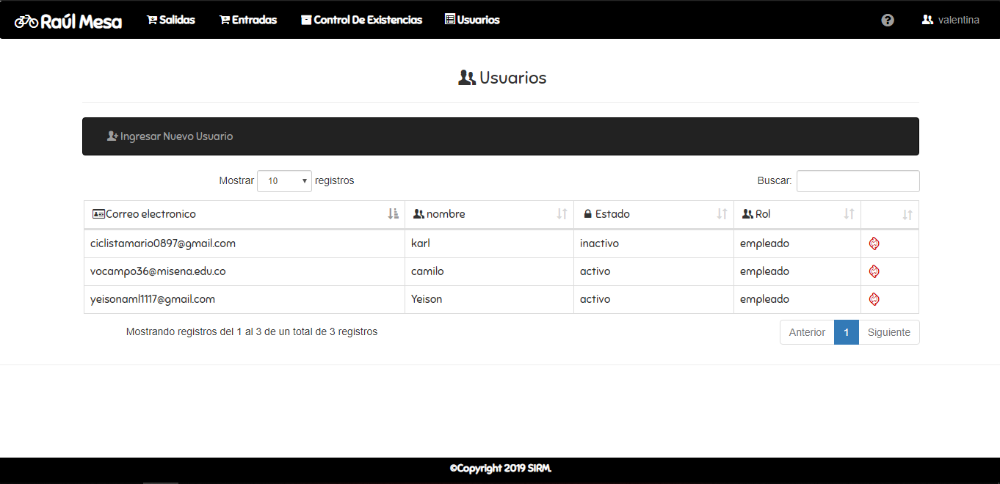 Raúl Mesa Salidas Entradas Control De Existencias Usuarios ? valentina
Usuarios
Ingresar Nuevo Usuario
Mostrar 10 registros Buscar:
Correo electronico nombre Estado Rol
ciclistamario0897@gmail.com karl inactivo empleado
vocampo36@misena.edu.co camilo activo empleado
yeisonaml1117@gmail.com Yeison activo empleado
Mostrando registros del 1 al 3 de un total de 3 registros Anterior 1 Siguiente
©Copyright 2019 SIRM.